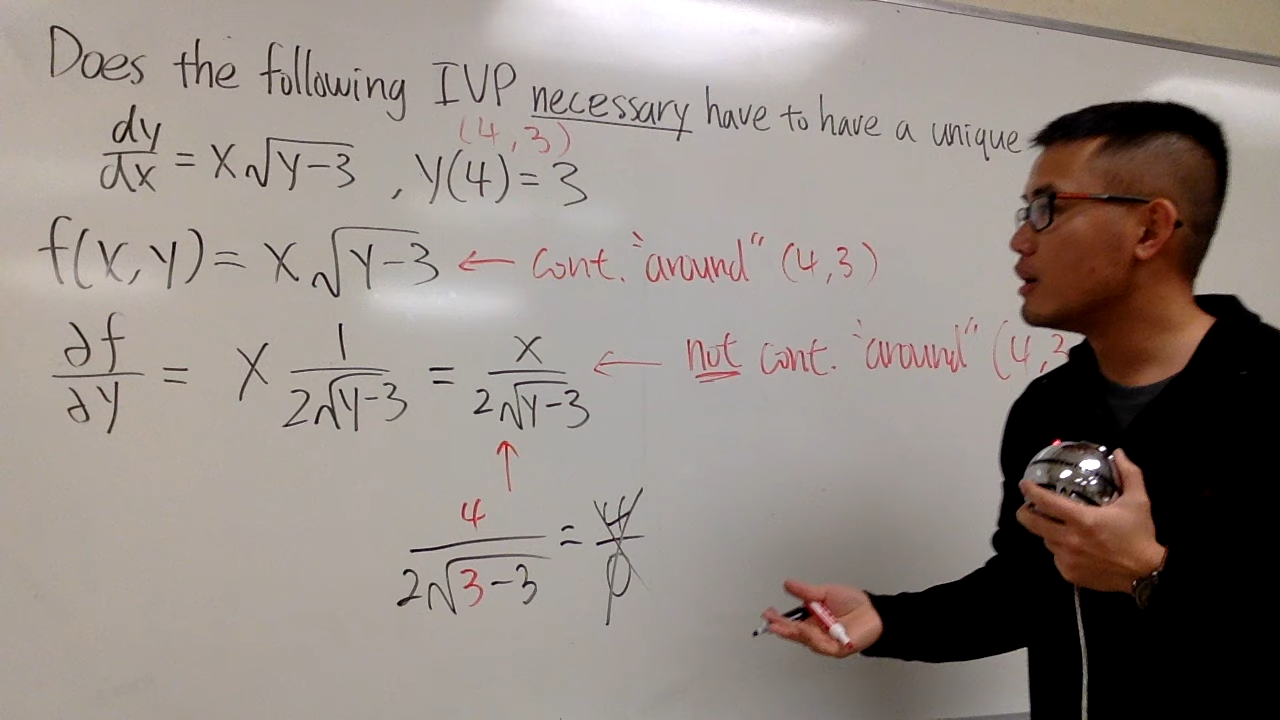 Does the following IVP necessary have to have a unique
(4,3)
dy/dx = x√(y-3) , y(4) = 3
f(x,y) = x√(y-3) ← cont. "around" (4,3)
∂f/∂y = x 1/(2√(y-3)) = x/(2√(y-3)) ← not cont. "around" (4,3
↑
4/(2√(3-3)) = 4/0